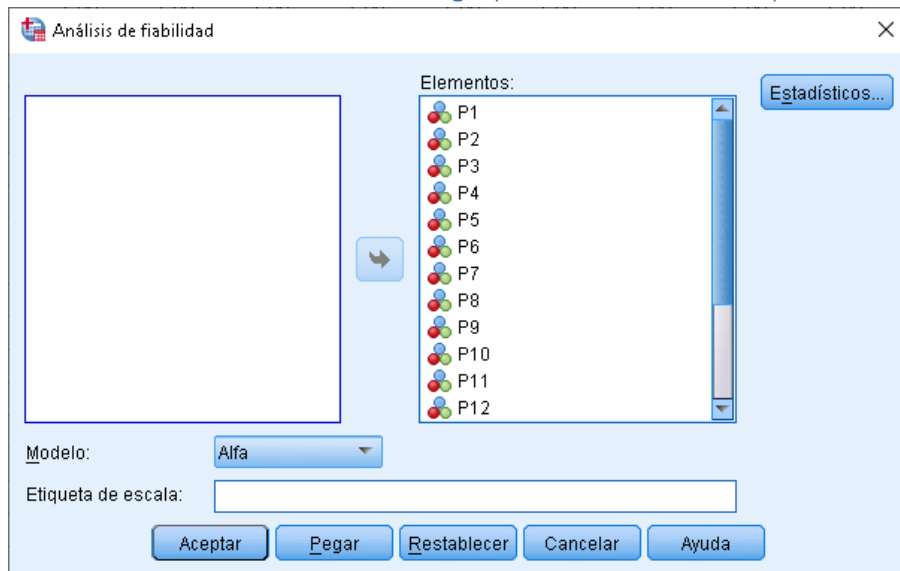 Análisis de fiabilidad
Elementos:
Estadísticos...
P1
P2
P3
P4
P5
P6
P7
P8
P9
P10
P11
P12
Modelo:
Alfa
Etiqueta de escala:
Aceptar
Pegar
Restablecer
Cancelar
Ayuda